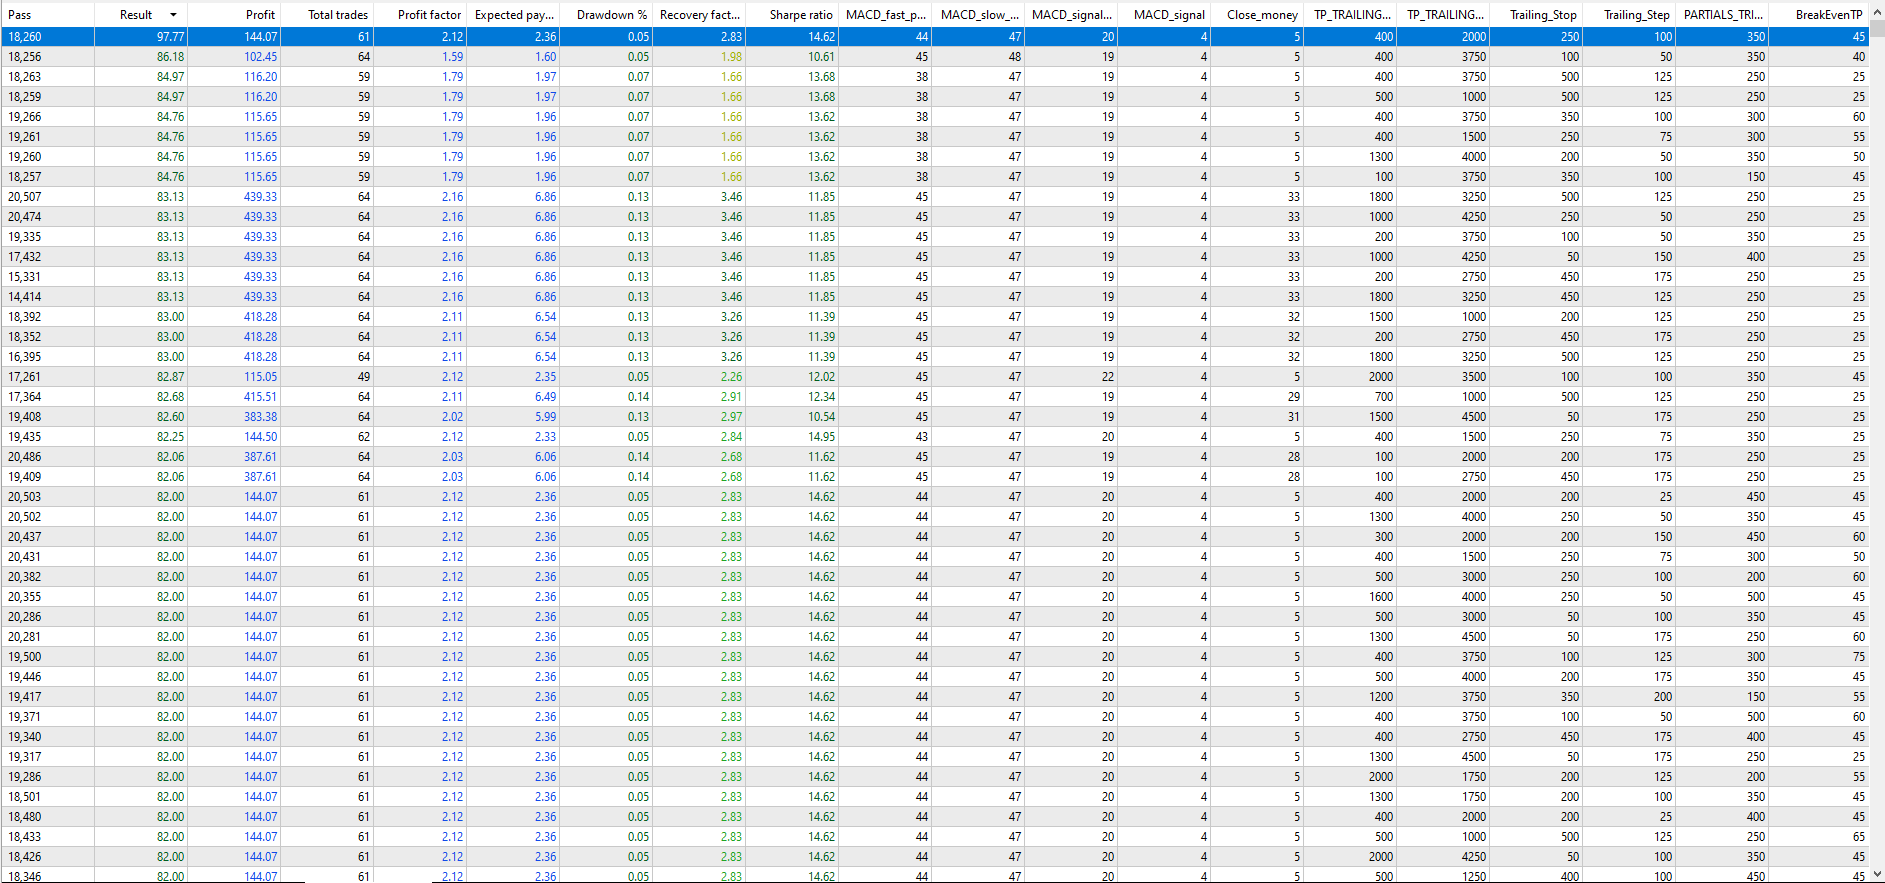 Pass Result Profit Total trades Profit factor Expected pay... Drawdown % Recovery fact... Sharpe ratio MACD_fast_p... MACD_slow_... MACD_signal... MACD_signal Close_money TP_TRAILING... TP_TRAILING... Trailing_Stop Trailing_Step PARTIALS_TRI... BreakEvenTP
18,260 97.77 144.07 61 2.12 2.36 0.05 2.83 14.62 44 47 20 4 5 400 2000 250 100 350 45
18,256 86.18 102.45 64 1.59 1.60 0.05 1.98 10.61 45 48 19 4 5 400 3750 100 50 350 40
18,263 84.97 116.20 59 1.79 1.97 0.07 1.66 13.68 38 47 19 4 5 400 3750 500 125 250 25
18,259 84.97 116.20 59 1.79 1.97 0.07 1.66 13.68 38 47 19 4 5 500 1000 500 125 250 25
19,266 84.76 115.65 59 1.79 1.96 0.07 1.66 13.62 38 47 19 4 5 400 3750 350 100 300 60
19,261 84.76 115.65 59 1.79 1.96 0.07 1.66 13.62 38 47 19 4 5 400 1500 250 75 300 55
19,260 84.76 115.65 59 1.79 1.96 0.07 1.66 13.62 38 47 19 4 5 1300 4000 200 50 350 50
18,257 84.76 115.65 59 1.79 1.96 0.07 1.66 13.62 38 47 19 4 5 100 3750 350 100 150 45
20,507 83.13 439.33 64 2.16 6.86 0.13 3.46 11.85 45 47 19 4 33 1800 3250 500 125 250 25
20,474 83.13 439.33 64 2.16 6.86 0.13 3.46 11.85 45 47 19 4 33 1000 4250 250 50 250 25
19,335 83.13 439.33 64 2.16 6.86 0.13 3.46 11.85 45 47 19 4 33 200 3750 100 50 350 25
17,432 83.13 439.33 64 2.16 6.86 0.13 3.46 11.85 45 47 19 4 33 1000 4250 50 150 400 25
15,331 83.13 439.33 64 2.16 6.86 0.13 3.46 11.85 45 47 19 4 33 200 2750 450 175 250 25
14,414 83.13 439.33 64 2.16 6.86 0.13 3.46 11.85 45 47 19 4 33 1800 3250 450 125 250 25
18,392 83.00 418.28 64 2.11 6.54 0.13 3.26 11.39 45 47 19 4 32 1500 1000 200 125 250 25
18,352 83.00 418.28 64 2.11 6.54 0.13 3.26 11.39 45 47 19 4 32 200 2750 450 175 250 25
16,395 83.00 418.28 64 2.11 6.54 0.13 3.26 11.39 45 47 19 4 32 1800 3250 500 125 250 25
17,261 82.87 115.05 49 2.12 2.35 0.05 2.26 12.02 45 47 22 4 5 2000 3500 100 100 350 45
17,364 82.68 415.51 64 2.11 6.49 0.14 2.91 12.34 45 47 19 4 29 700 1000 500 125 250 25
19,408 82.60 383.38 64 2.02 5.99 0.13 2.97 10.54 45 47 19 4 31 1500 4500 50 175 250 25
19,435 82.25 144.50 62 2.12 2.33 0.05 2.84 14.95 43 47 20 4 5 400 1500 250 75 350 25
20,486 82.06 387.61 64 2.03 6.06 0.14 2.68 11.62 45 47 19 4 28 100 2000 200 175 250 25
19,409 82.06 387.61 64 2.03 6.06 0.14 2.68 11.62 45 47 19 4 28 100 2750 450 175 450 25
20,503 82.00 144.07 61 2.12 2.36 0.05 2.83 14.62 44 47 20 4 5 400 2000 200 25 450 45
20,502 82.00 144.07 61 2.12 2.36 0.05 2.83 14.62 44 47 20 4 5 1300 4000 250 50 350 45
20,437 82.00 144.07 61 2.12 2.36 0.05 2.83 14.62 44 47 20 4 5 300 2000 200 150 450 60
20,431 82.00 144.07 61 2.12 2.36 0.05 2.83 14.62 44 47 20 4 5 400 1500 250 75 300 50
20,382 82.00 144.07 61 2.12 2.36 0.05 2.83 14.62 44 47 20 4 5 500 3000 250 100 200 60
20,355 82.00 144.07 61 2.12 2.36 0.05 2.83 14.62 44 47 20 4 5 1600 4000 250 50 500 45
20,286 82.00 144.07 61 2.12 2.36 0.05 2.83 14.62 44 47 20 4 5 500 3000 50 100 350 45
20,281 82.00 144.07 61 2.12 2.36 0.05 2.83 14.62 44 47 20 4 5 1300 4500 50 175 250 60
19,500 82.00 144.07 61 2.12 2.36 0.05 2.83 14.62 44 47 20 4 5 400 3750 100 125 300 75
19,446 82.00 144.07 61 2.12 2.36 0.05 2.83 14.62 44 47 20 4 5 500 4000 200 175 350 45
19,417 82.00 144.07 61 2.12 2.36 0.05 2.83 14.62 44 47 20 4 5 1200 3750 350 200 150 55
19,371 82.00 144.07 61 2.12 2.36 0.05 2.83 14.62 44 47 20 4 5 400 3750 100 50 500 60
19,340 82.00 144.07 61 2.12 2.36 0.05 2.83 14.62 44 47 20 4 5 400 2750 450 175 400 45
19,317 82.00 144.07 61 2.12 2.36 0.05 2.83 14.62 44 47 20 4 5 1300 4500 50 175 250 25
19,286 82.00 144.07 61 2.12 2.36 0.05 2.83 14.62 44 47 20 4 5 2000 1750 200 125 200 55
18,501 82.00 144.07 61 2.12 2.36 0.05 2.83 14.62 44 47 20 4 5 1300 1750 200 100 350 45
18,480 82.00 144.07 61 2.12 2.36 0.05 2.83 14.62 44 47 20 4 5 400 2000 200 25 400 45
18,433 82.00 144.07 61 2.12 2.36 0.05 2.83 14.62 44 47 20 4 5 500 1000 500 125 250 65
18,426 82.00 144.07 61 2.12 2.36 0.05 2.83 14.62 44 47 20 4 5 2000 4250 50 100 350 45
18,346 82.00 144.07 61 2.12 2.36 0.05 2.83 14.62 44 47 20 4 5 500 1250 400 100 450 45